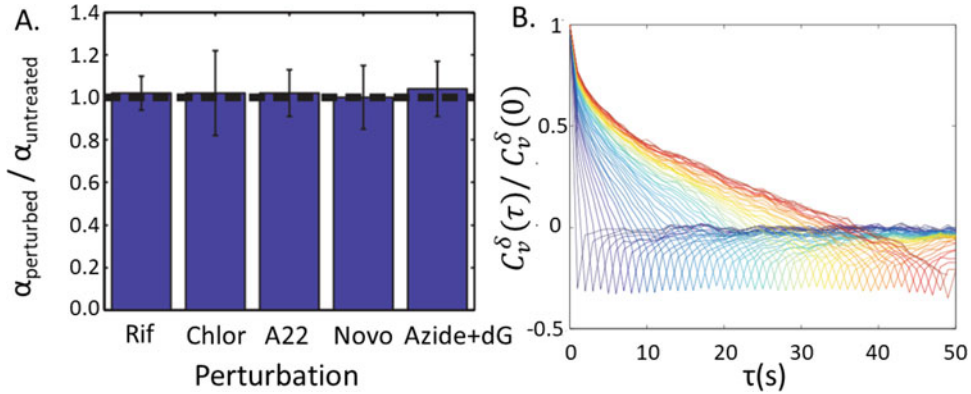 A.
α perturbed / α untreated
1.4
1.2
1.0
0.8
0.6
0.4
0.2
0.0
Rif Chlor A22 Novo Azide+dG
Perturbation
B.
C_v^δ(τ)/ C_v^δ(0)
1
0.5
0
-0.5
0 10 20 30 40 50
τ(s)